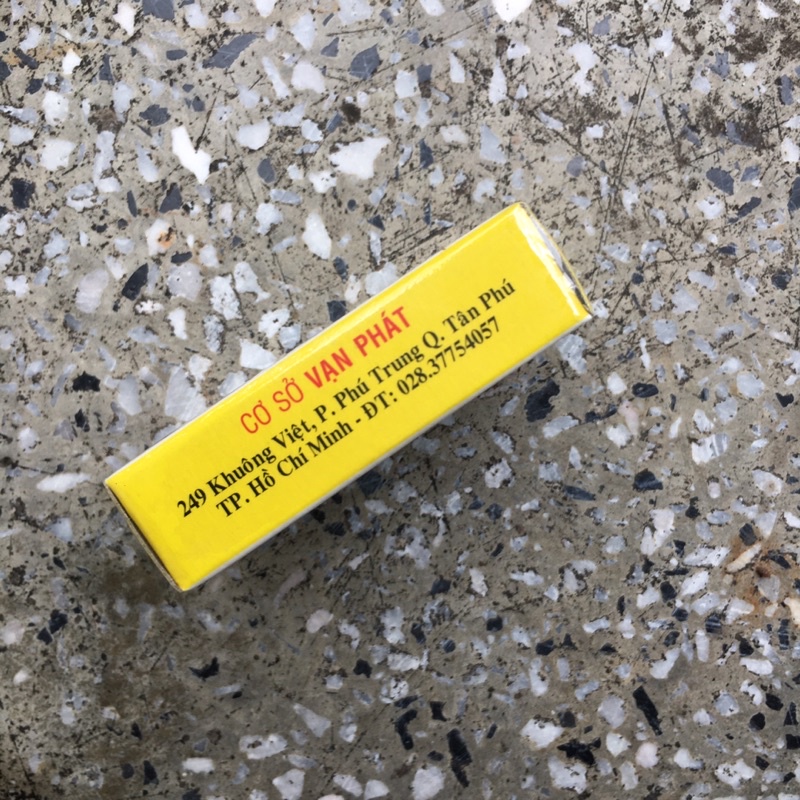 CƠ SỞ VẠN PHÁT
249 Khuông Việt, P. Phú Trung Q. Tân Phú
TP. Hồ Chí Minh - ĐT: 028.37754057